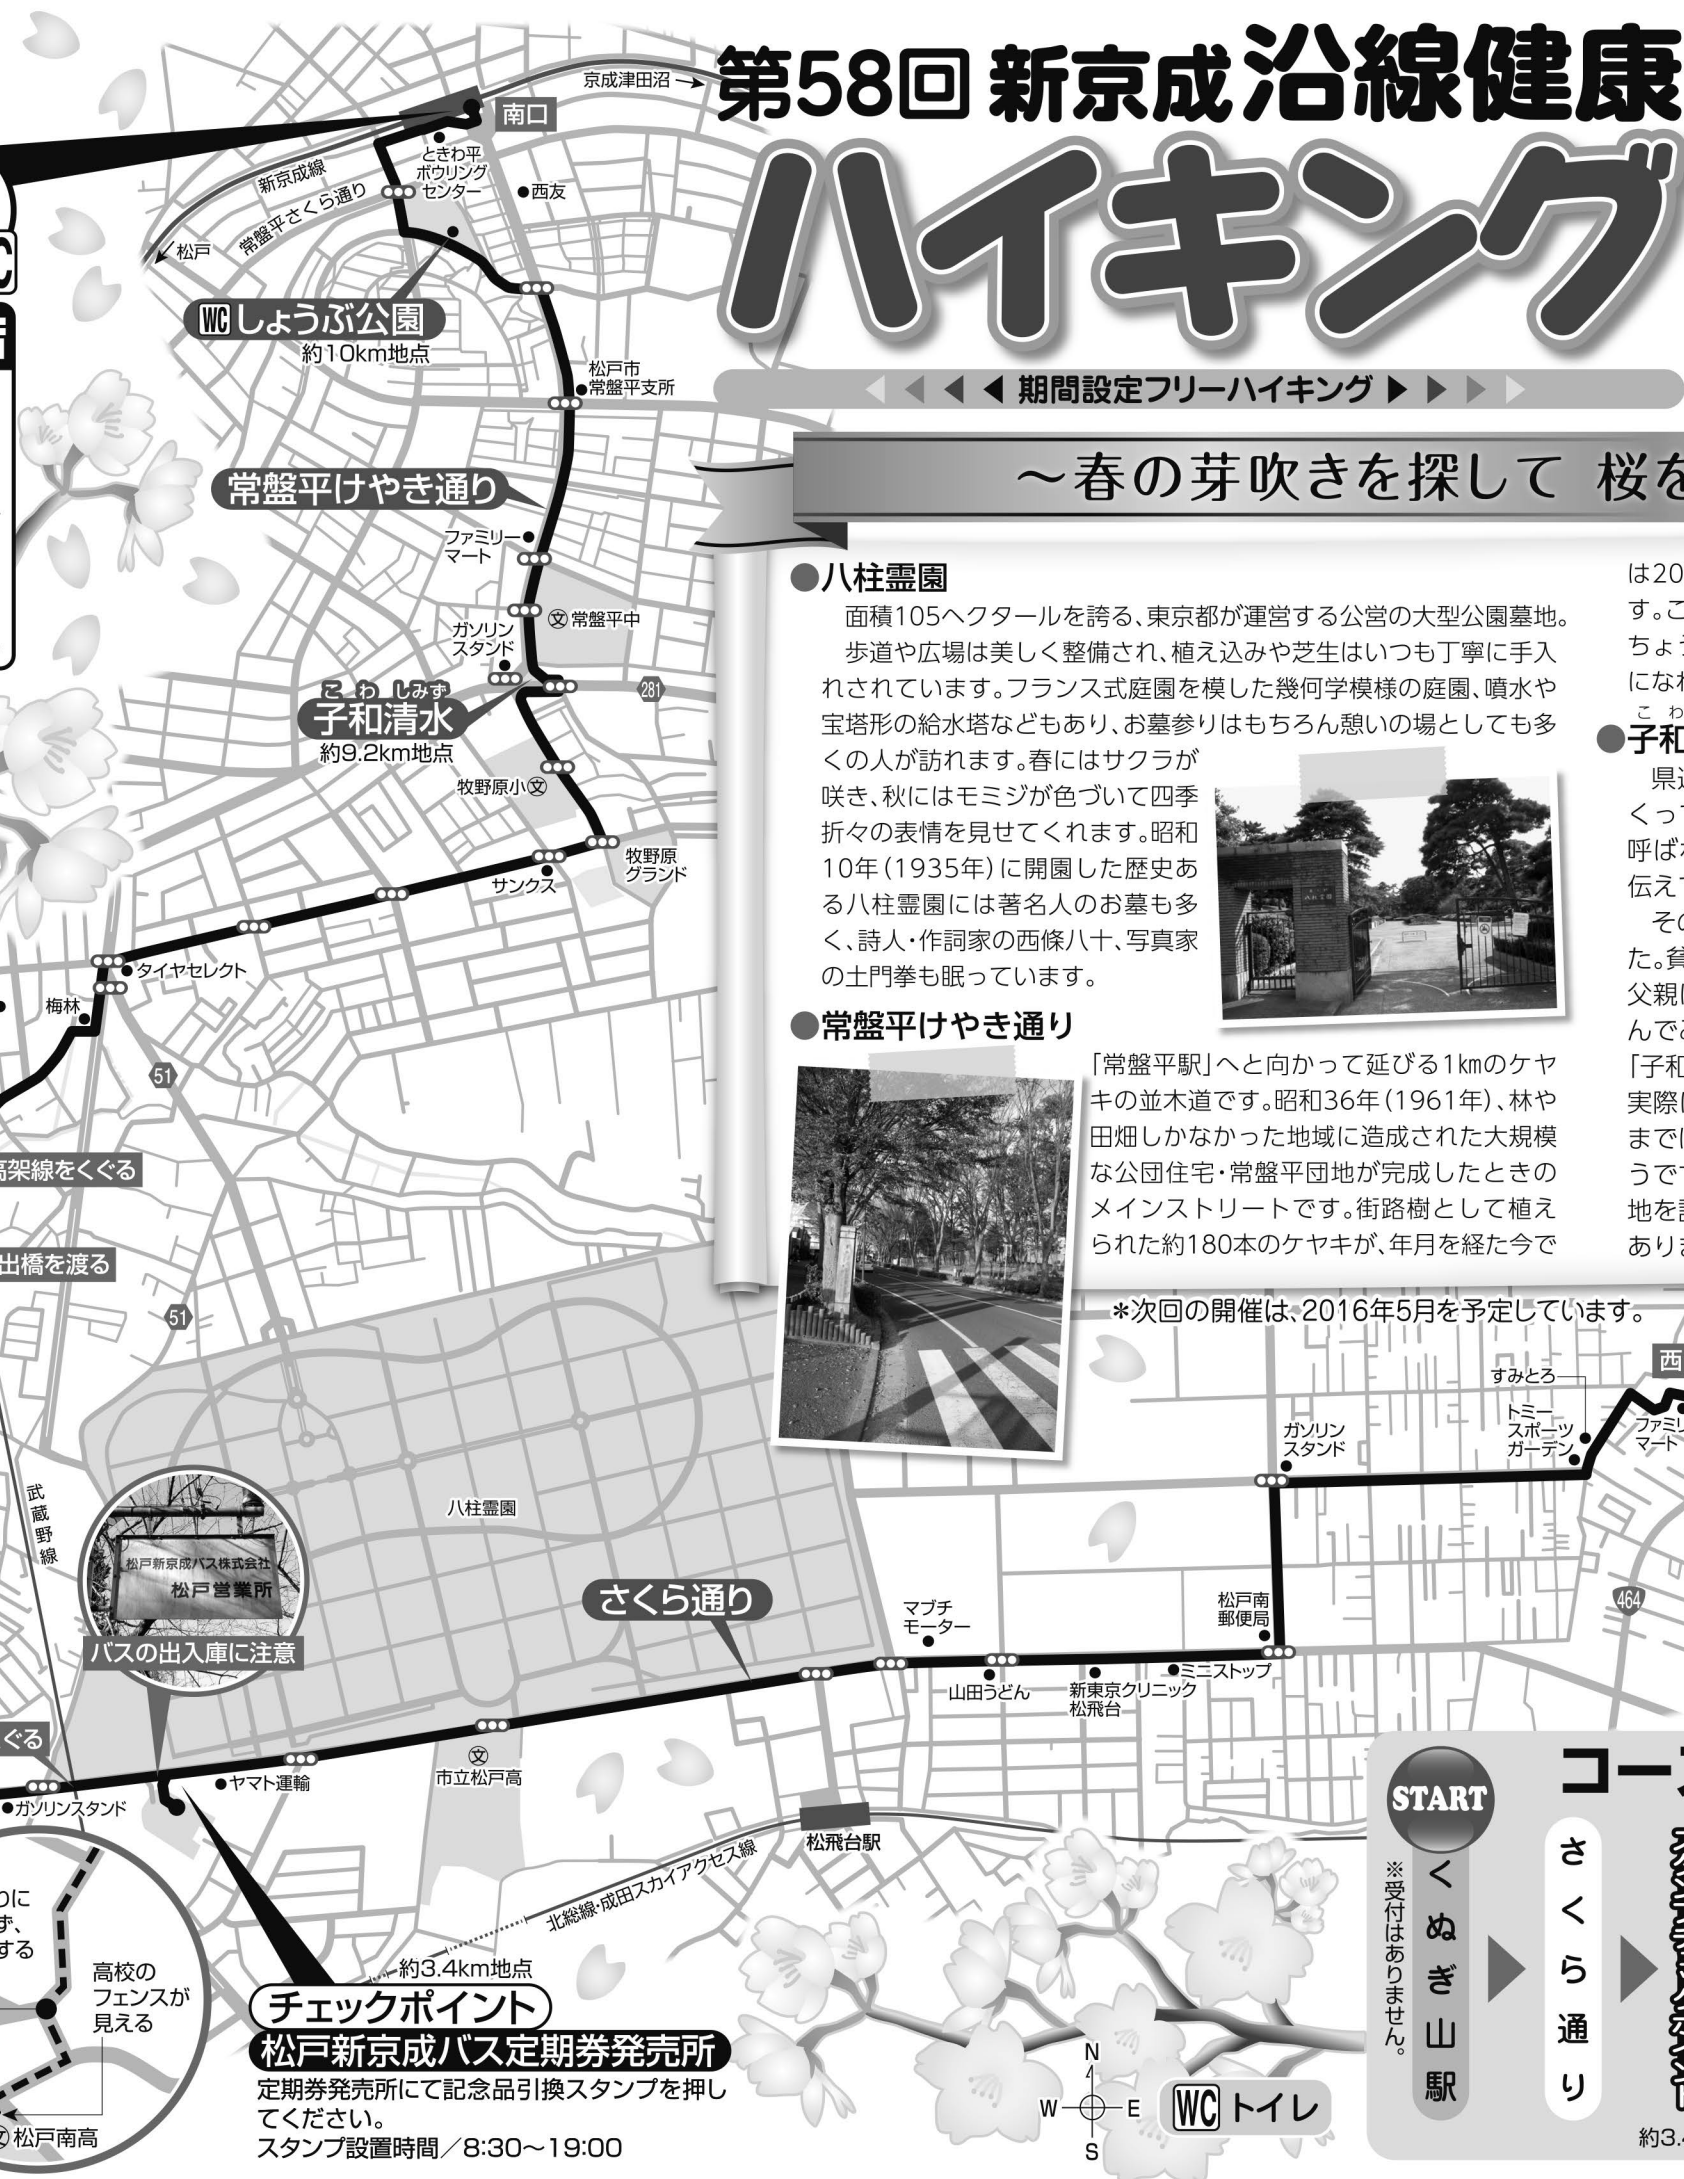 第58回 新京成 沿線健康
ハイキング
期間設定フリーハイキング
～春の芽吹きを探して 桜を
●八柱霊園
面積105ヘクタールを誇る、東京都が運営する公営の大型公園墓地。
歩道や広場は美しく整備され、植え込みや芝生はいつも丁寧に手入
れされています。フランス式庭園を模した幾何学模様の庭園、噴水や
宝塔形の給水塔などもあり、お墓参りはもちろん憩いの場としても多
くの人が訪れます。春にはサクラが
咲き、秋にはモミジが色づいて四季
折々の表情を見せてくれます。昭和
10年(1935年)に開園した歴史あ
る八柱霊園には著名人のお墓も多
く、詩人・作詞家の西條八十、写真家
の土門拳も眠っています。
●常盤平けやき通り
「常盤平駅」へと向かって延びる1kmのケヤ
キの並木道です。昭和36年(1961年)、林や
田畑しかなかった地域に造成された大規模
な公団住宅・常盤平団地が完成したときの
メインストリートです。街路樹として植え
られた約180本のケヤキが、年月を経た今で
は20
す。こ
ちょう
になれ
こ わ
●子和
県道
くって
呼ばれ
伝えて
その
た。貧
父親に
んでみ
「子和
実際に
までに
うです
地を
ありま
＊次回の開催は、2016年5月を予定しています。
京成津田沼→
南口
ときわ平
ボウリング
センター
●西友
新京成線
常盤平さくら通り
松戸
WC しょうぶ公園
約10km地点
松戸市
常盤平支所
常盤平けやき通り
ファミリー
マート
文 常盤平中
ガソリン
スタンド
281
こ わ しみず
子和清水
約9.2km地点
牧野原小 文
牧野原
グランド
サンクス
タイヤセレクト
梅林
51
高架線をくぐる
出橋を渡る
51
武蔵野線
八柱霊園
松戸新京成バス株式会社
松戸営業所
バスの出入庫に注意
さくら通り
マブチ
モーター
山田うどん
新東京クリニック
松飛台
ミニストップ
松戸南
郵便局
ガソリン
スタンド
すみとろ
トミー
スポーツ
ガーデン
西
ファミリ
マート
464
ぐる
●ガソリンスタンド
●ヤマト運輸
文
市立松戸高
松飛台駅
北総線・成田スカイアクセス線
りに
ず、
する
高校の
フェンスが
見える
文 松戸南高
約3.4km地点
チェックポイント
松戸新京成バス定期券発売所
定期券発売所にて記念品引換スタンプを押し
てください。
スタンプ設置時間／8:30～19:00
N
W E
S
WC トイレ
コース
START
くぬぎ山駅
※受付はありません。
さくら通り
約3.4